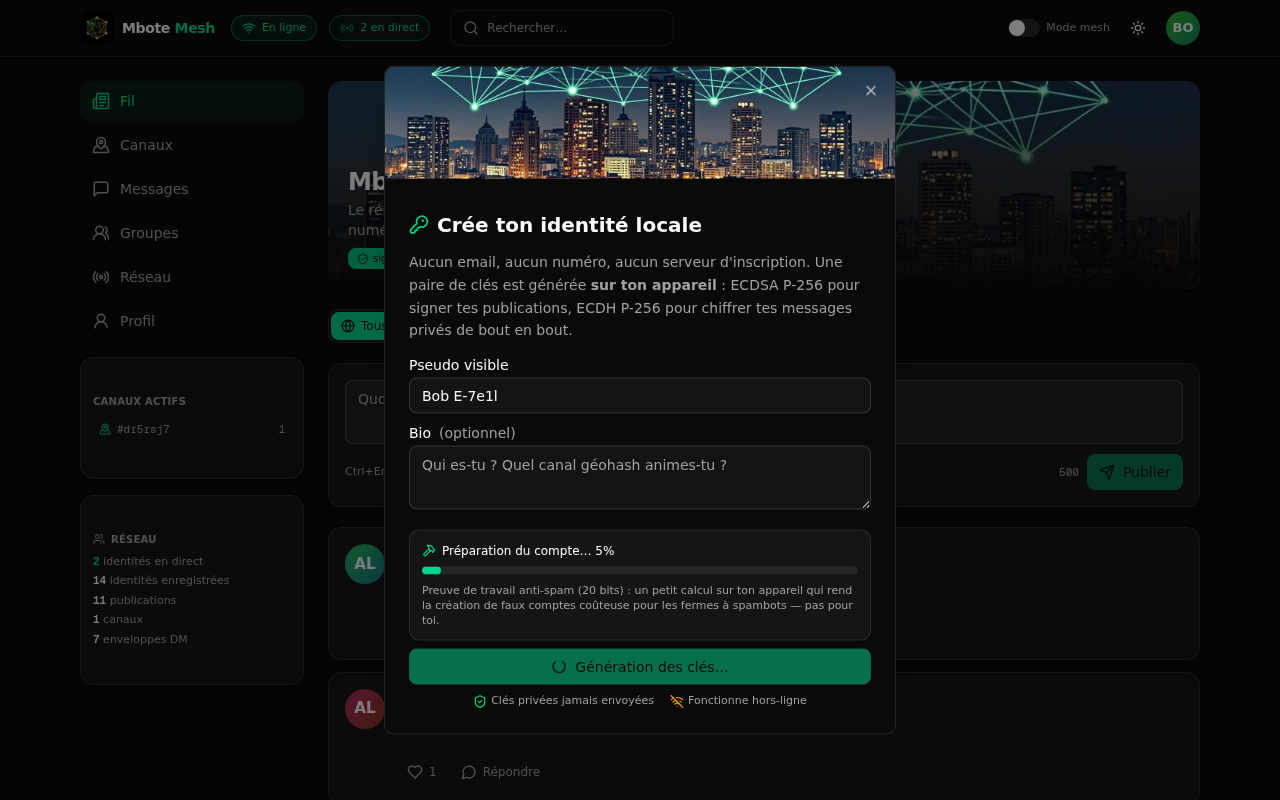 Mbote Mesh
En ligne
2 en direct
Rechercher…
Mode mesh
BO
Fil
Canaux
Messages
Groupes
Réseau
Profil
CANAUX ACTIFS
#dr5rsj7 1
RÉSEAU
2 identités en direct
14 identités enregistrées
11 publications
1 canaux
7 enveloppes DM
Mb
Le ré
numé
sig
Tous
Quo
Ctrl+En
500
Publier
AL
AL
1
Répondre
Crée ton identité locale
Aucun email, aucun numéro, aucun serveur d'inscription. Une
paire de clés est générée sur ton appareil : ECDSA P-256 pour
signer tes publications, ECDH P-256 pour chiffrer tes messages
privés de bout en bout.
Pseudo visible
Bob E-7e1l
Bio (optionnel)
Qui es-tu ? Quel canal géohash animes-tu ?
Préparation du compte… 5%
Preuve de travail anti-spam (20 bits) : un petit calcul sur ton appareil qui rend
la création de faux comptes coûteuse pour les fermes à spambots — pas pour
toi.
Génération des clés…
Clés privées jamais envoyées
Fonctionne hors-ligne